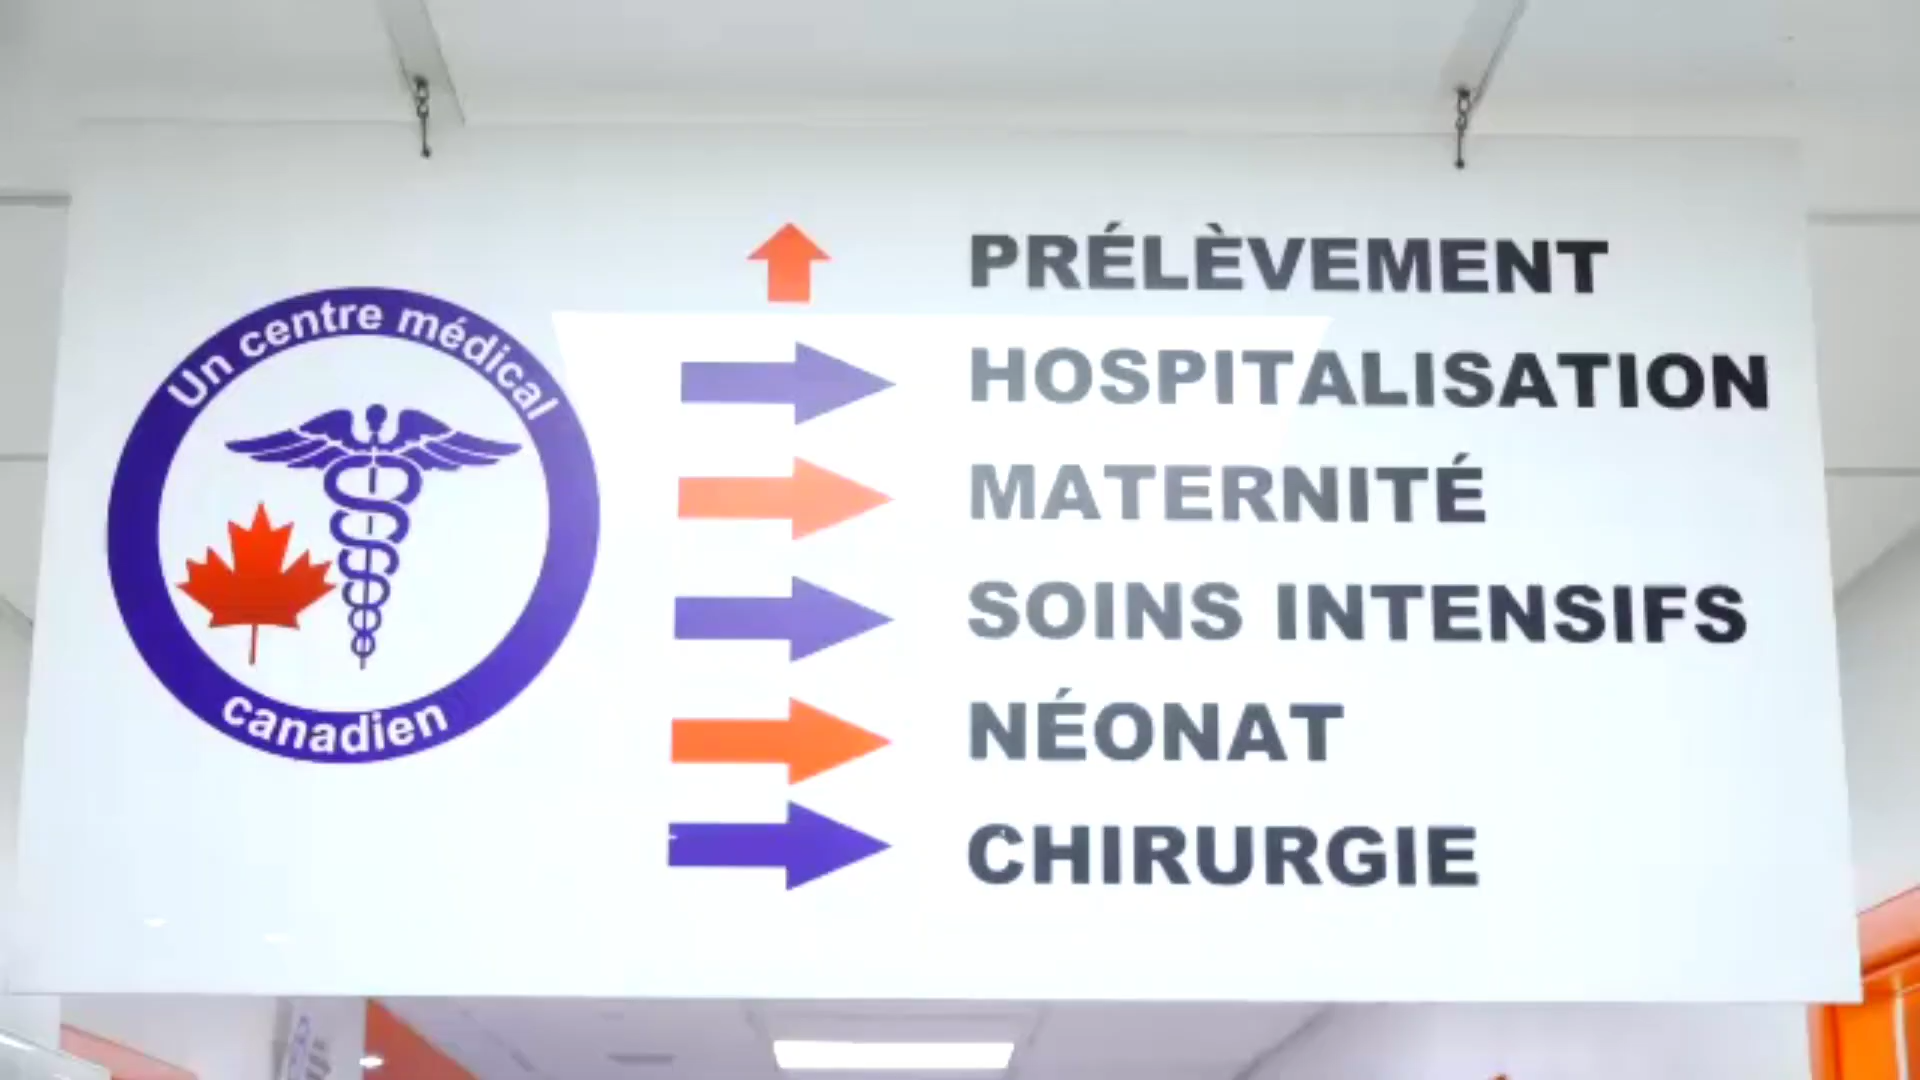 Un centre médical
canadien
PRÉLÈVEMENT
HOSPITALISATION
MATERNITÉ
SOINS INTENSIFS
NÉONAT
CHIRURGIE